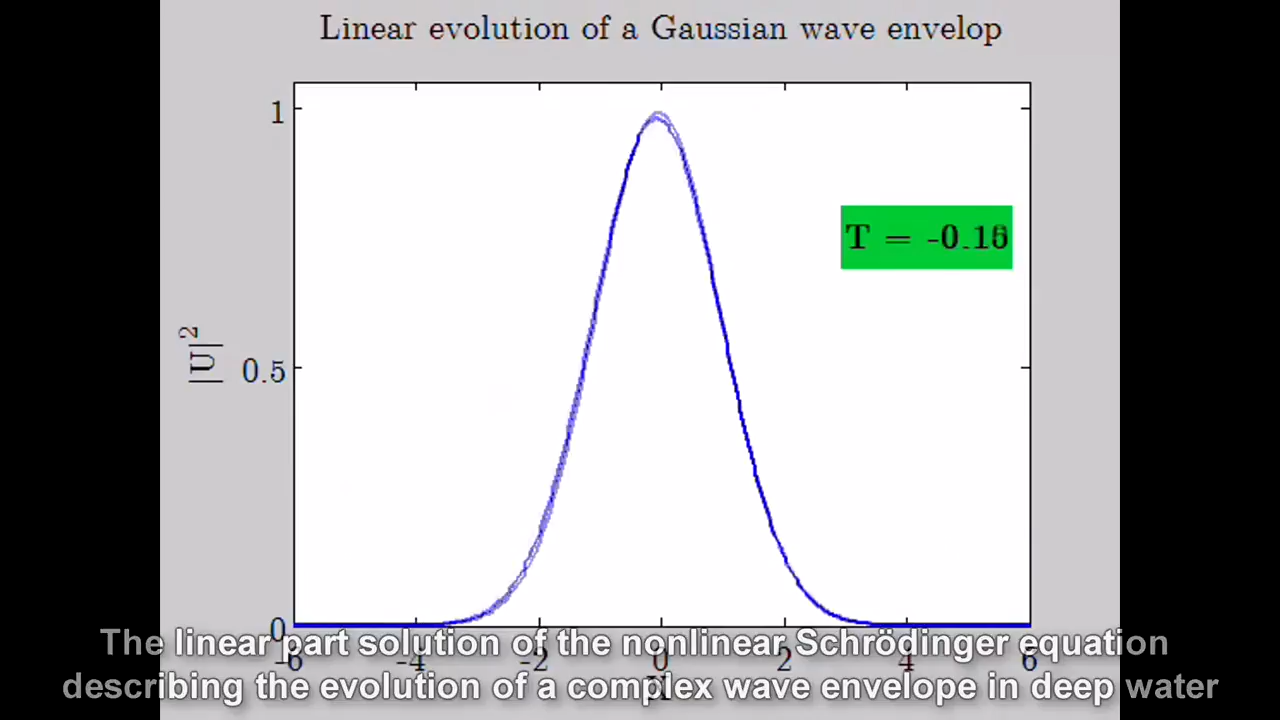 Linear evolution of a Gaussian wave envelop
1
T = -0.16
|U|²
0.5
0
-6 -4 -2 0 2 4 6
The linear part solution of the nonlinear Schrödinger equation
describing the evolution of a complex wave envelope in deep water